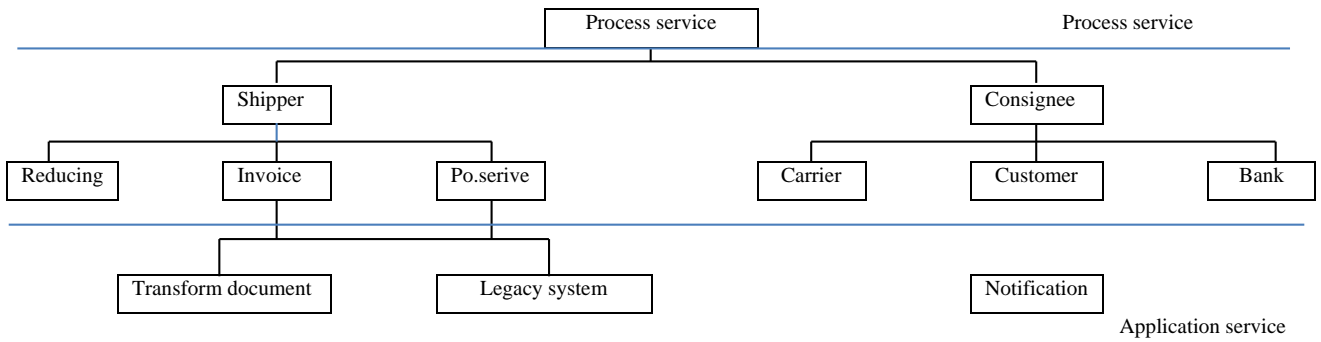 Process service
Process service
Shipper
Consignee
Reducing
Invoice
Po.serive
Carrier
Customer
Bank
Transform document
Legacy system
Notification
Application service